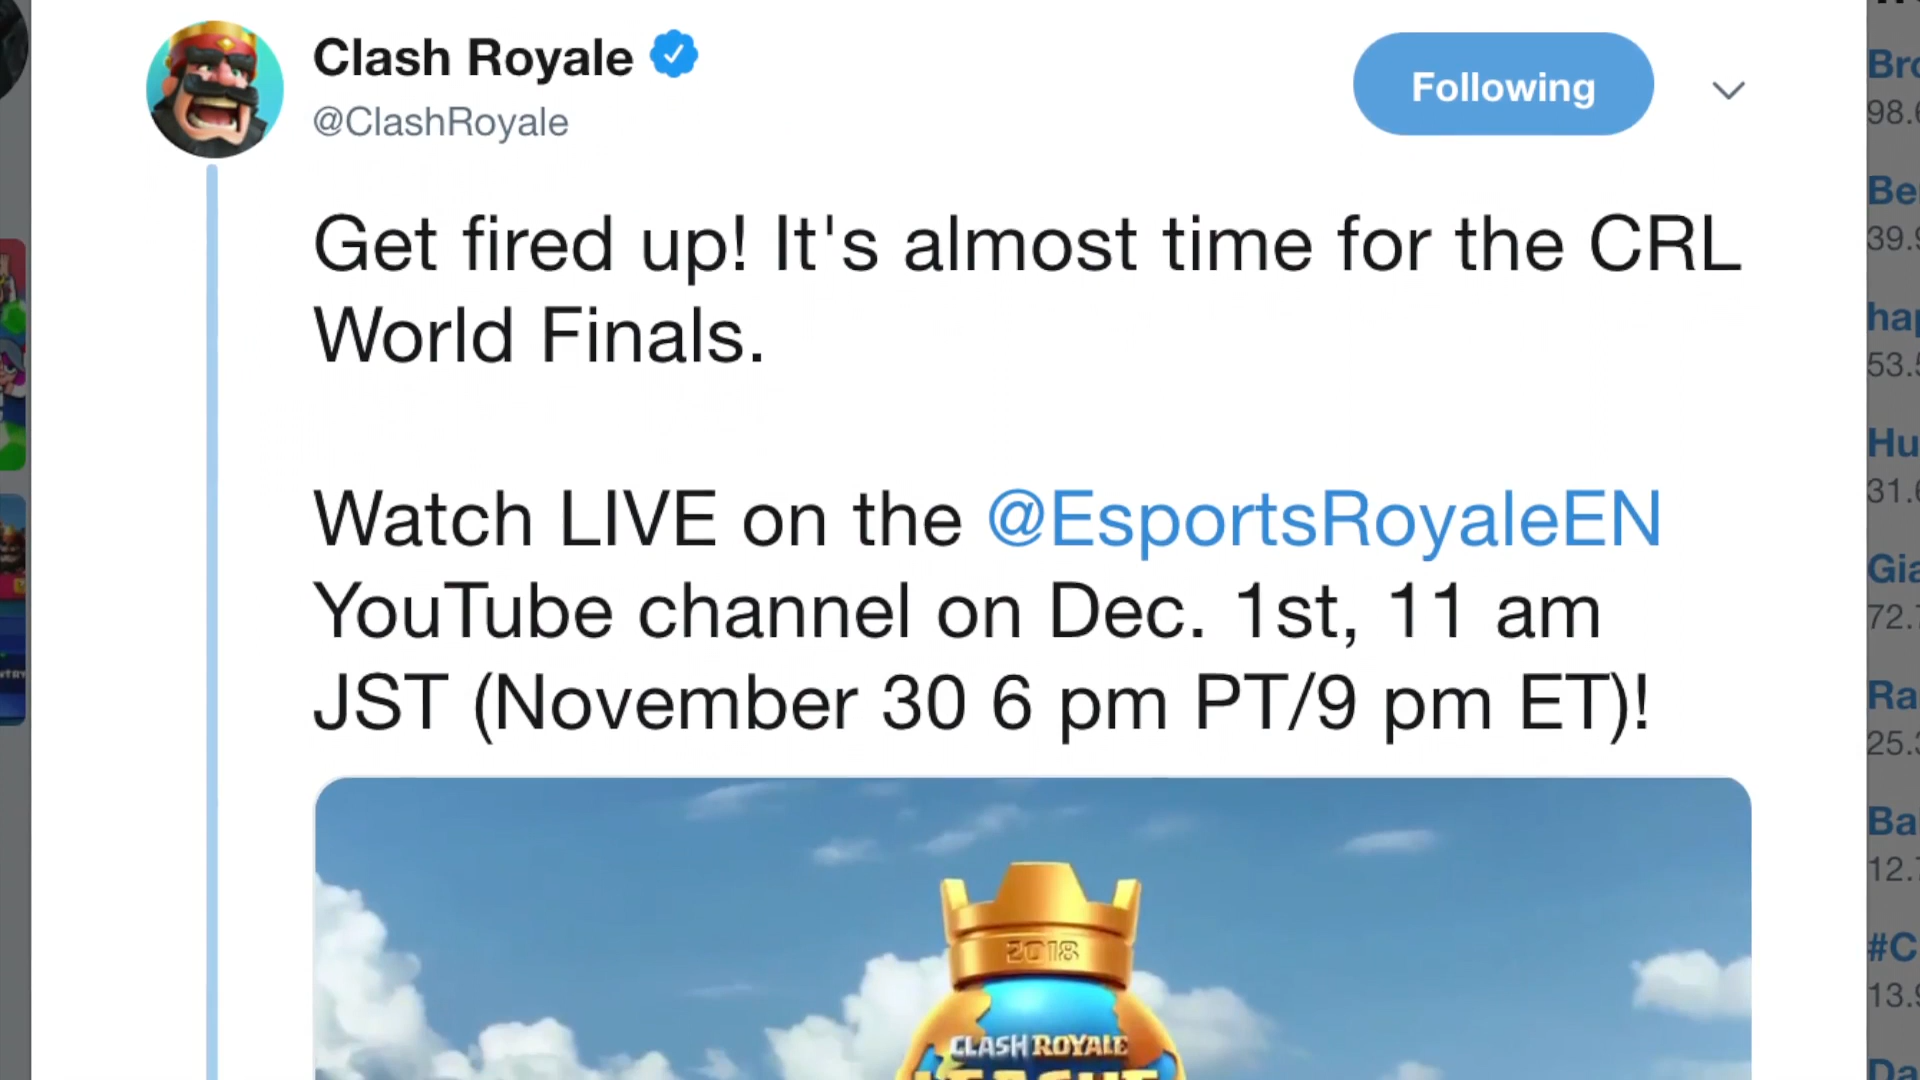 Clash Royale
@ClashRoyale
Following
Get fired up! It's almost time for the CRL
World Finals.
Watch LIVE on the @EsportsRoyaleEN
YouTube channel on Dec. 1st, 11 am
JST (November 30 6 pm PT/9 pm ET)!
2018
CLASH ROYALE
LEAGUE